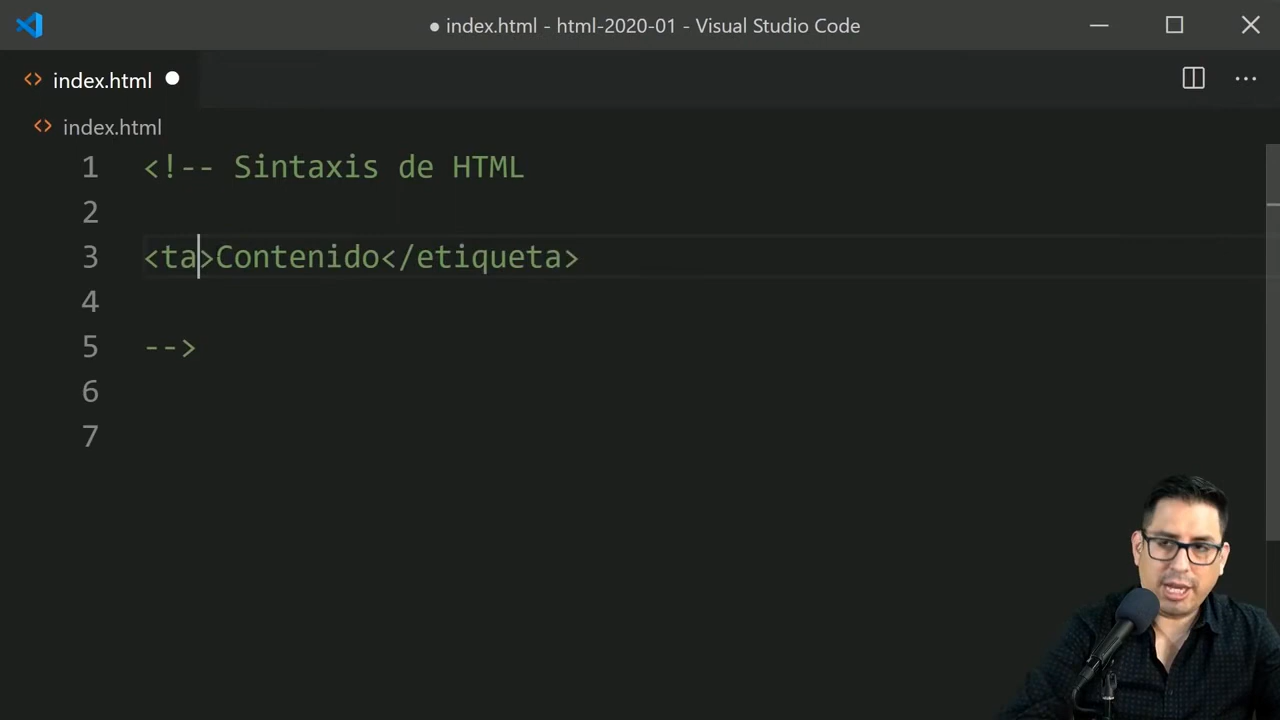 ● index.html - html-2020-01 - Visual Studio Code
<> index.html ●
<> index.html
1 <!-- Sintaxis de HTML
2
3 <ta>Contenido</etiqueta>
4
5 -->
6
7